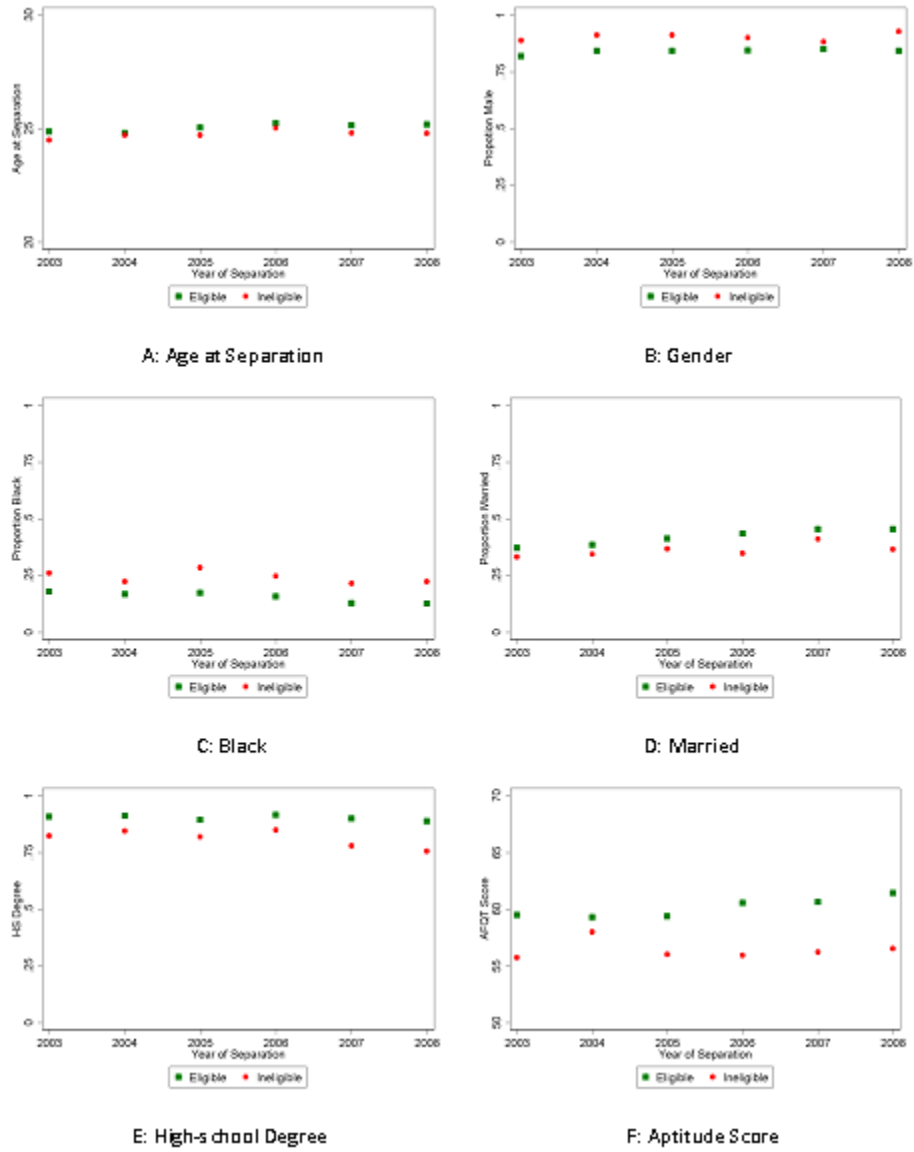 30
25
20
Age at Separation
2003 2004 2005 2006 2007 2008
Year of Separation
Eligible Ineligible
A: Age at Separation
1
.75
.5
.25
0
Propotion Male
2003 2004 2005 2006 2007 2008
Year of Separation
Eligible Ineligible
B: Gender
1
.75
.5
.25
0
Proportion Black
2003 2004 2005 2006 2007 2008
Year of Separation
Eligible Ineligible
C: Black
1
.75
.5
.25
0
Proportion Married
2003 2004 2005 2006 2007 2008
Year of Separation
Eligible Ineligible
D: Married
1
.75
.5
.25
0
HS Degree
2003 2004 2005 2006 2007 2008
Year of Separation
Eligible Ineligible
E: High-school Degree
70
65
60
55
50
AFQT Score
2003 2004 2005 2006 2007 2008
Year of Separation
Eligible Ineligible
F: Aptitude Score